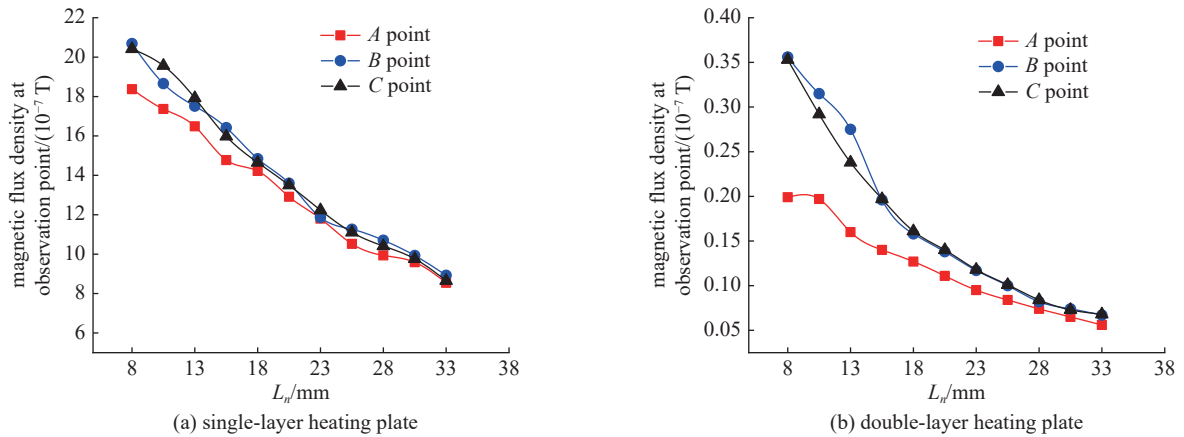 22
20
18
16
14
12
10
8
6
magnetic flux density at
observation point/(10⁻⁷ T)
A point
B point
C point
8 13 18 23 28 33 38
Lₙ/mm
(a) single-layer heating plate
0.40
0.35
0.30
0.25
0.20
0.15
0.10
0.05
magnetic flux density at
observation point/(10⁻⁷ T)
A point
B point
C point
8 13 18 23 28 33 38
Lₙ/mm
(b) double-layer heating plate